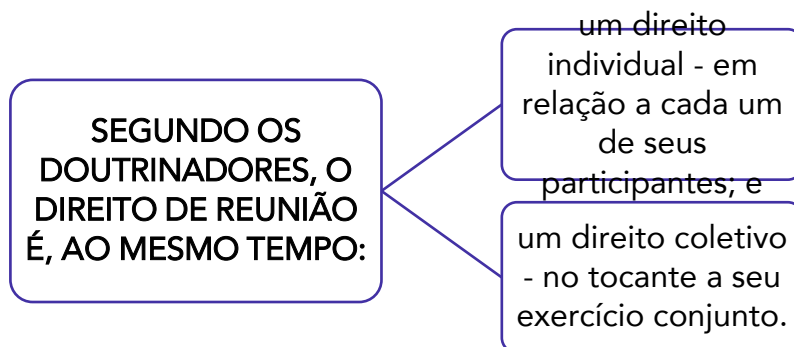 SEGUNDO OS
DOUTRINADORES, O
DIREITO DE REUNIÃO
É, AO MESMO TEMPO:
um direito
individual - em
relação a cada um
de seus
participantes; e
um direito coletivo
- no tocante a seu
exercício conjunto.